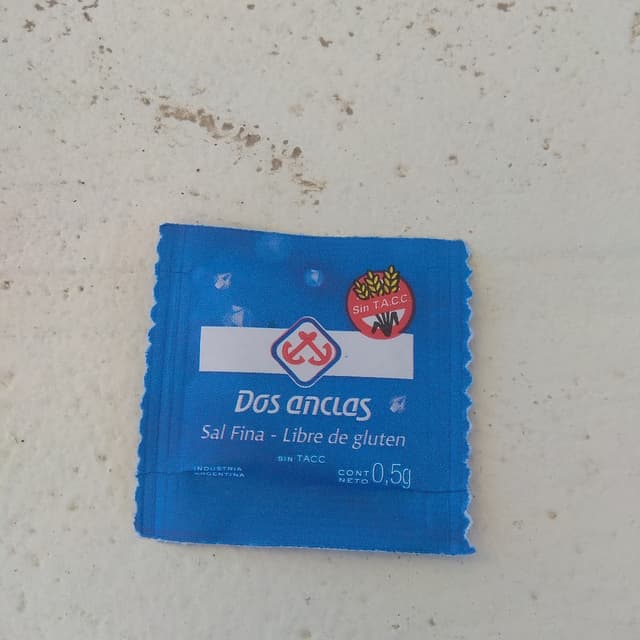 Sin T.A.C.C.
Dos anclas
Sal Fina - Libre de gluten
SIN TACC
INDUSTRIA
ARGENTINA
CONT
NETO 0,5g